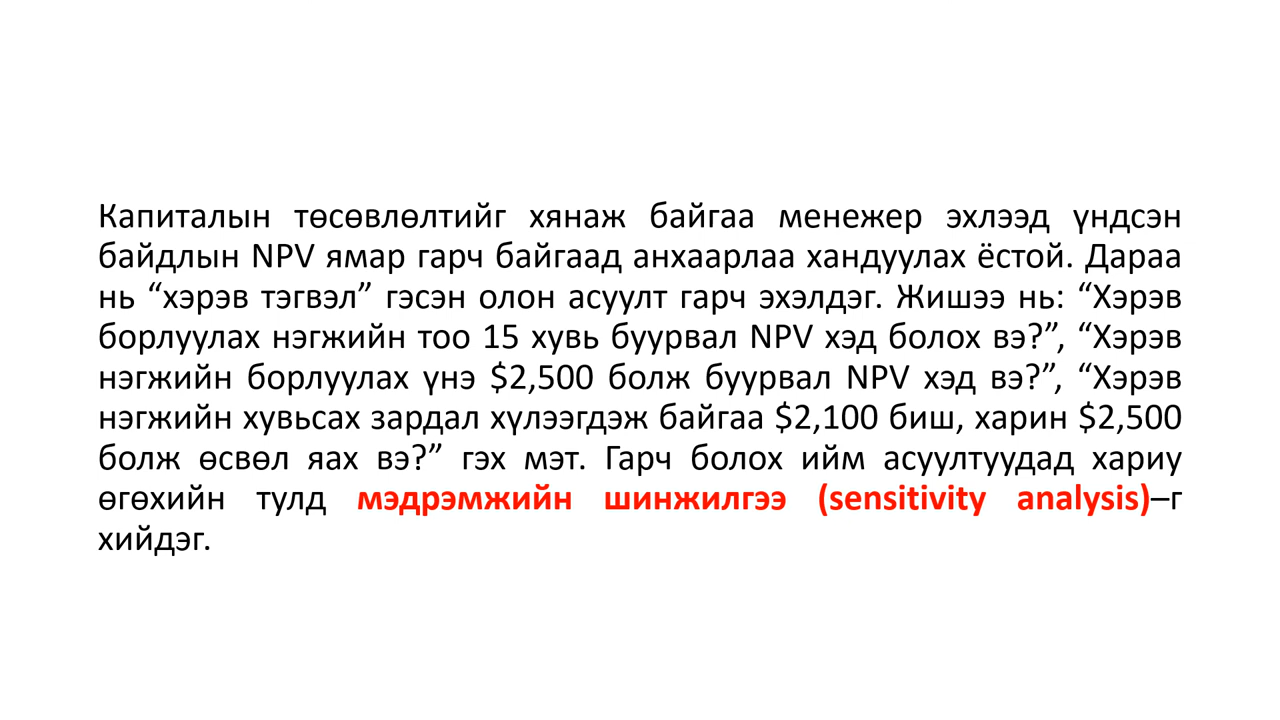 Капиталын төсөвлөлтийг хянаж байгаа менежер эхлээд үндсэн
байдлын NPV ямар гарч байгаад анхаарлаа хандуулах ёстой. Дараа
нь “хэрэв тэгвэл” гэсэн олон асуулт гарч эхэлдэг. Жишээ нь: “Хэрэв
борлуулах нэгжийн тоо 15 хувь буурвал NPV хэд болох вэ?”, “Хэрэв
нэгжийн борлуулах үнэ $2,500 болж буурвал NPV хэд вэ?”, “Хэрэв
нэгжийн хувьсах зардал хүлээгдэж байгаа $2,100 биш, харин $2,500
болж өсвөл яах вэ?” гэх мэт. Гарч болох ийм асуултуудад хариу
өгөхийн тулд мэдрэмжийн шинжилгээ (sensitivity analysis)–г
хийдэг.